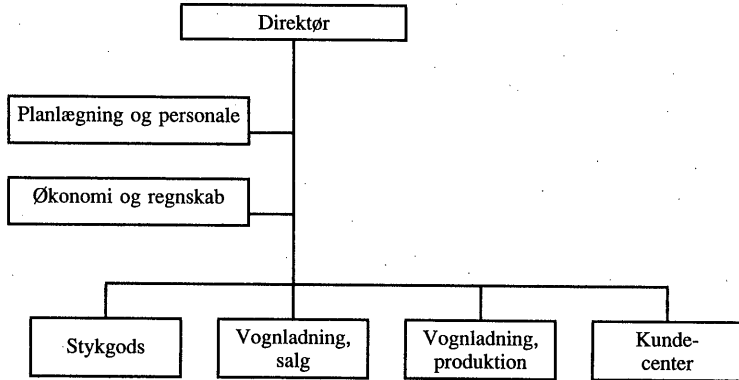 Direktør
Planlægning og personale
Økonomi og regnskab
Stykgods
Vognladning,
salg
Vognladning,
produktion
Kunde-
center